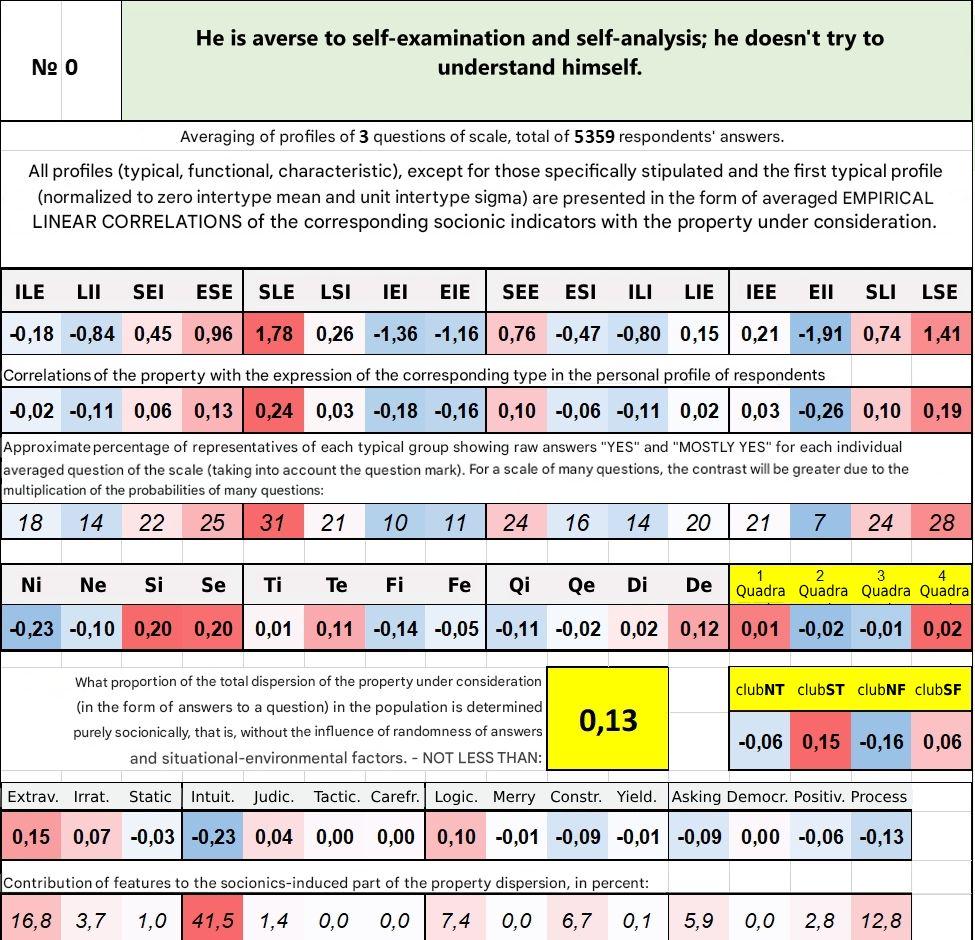 № 0
He is averse to self-examination and self-analysis; he doesn't try to
understand himself.
Averaging of profiles of 3 questions of scale, total of 5359 respondents' answers.
All profiles (typical, functional, characteristic), except for those specifically stipulated and the first typical profile
(normalized to zero intertype mean and unit intertype sigma) are presented in the form of averaged EMPIRICAL
LINEAR CORRELATIONS of the corresponding socionic indicators with the property under consideration.
ILE LII SEI ESE SLE LSI IEI EIE SEE ESI ILI LIE IEE EII SLI LSE
-0,18 -0,84 0,45 0,96 1,78 0,26 -1,36 -1,16 0,76 -0,47 -0,80 0,15 0,21 -1,91 0,74 1,41
Correlations of the property with the expression of the corresponding type in the personal profile of respondents
-0,02 -0,11 0,06 0,13 0,24 0,03 -0,18 -0,16 0,10 -0,06 -0,11 0,02 0,03 -0,26 0,10 0,19
Approximate percentage of representatives of each typical group showing raw answers "YES" and "MOSTLY YES" for each individual
averaged question of the scale (taking into account the question mark). For a scale of many questions, the contrast will be greater due to the
multiplication of the probabilities of many questions:
18 14 22 25 31 21 10 11 24 16 14 20 21 7 24 28
Ni Ne Si Se Ti Te Fi Fe Qi Qe Di De 1 Quadra 2 Quadra 3 Quadra 4 Quadra
-0,23 -0,10 0,20 0,20 0,01 0,11 -0,14 -0,05 -0,11 -0,02 0,02 0,12 0,01 -0,02 -0,01 0,02
What proportion of the total dispersion of the property under consideration
(in the form of answers to a question) in the population is determined
purely socionically, that is, without the influence of randomness of answers
and situational-environmental factors. - NOT LESS THAN:
0,13
clubNT clubST clubNF clubSF
-0,06 0,15 -0,16 0,06
Extrav. Irrat. Static Intuit. Judic. Tactic. Carefr. Logic. Merry Constr. Yield. Asking Democr. Positiv. Process
0,15 0,07 -0,03 -0,23 0,04 0,00 0,00 0,10 -0,01 -0,09 -0,01 -0,09 0,00 -0,06 -0,13
Contribution of features to the socionics-induced part of the property dispersion, in percent:
16,8 3,7 1,0 41,5 1,4 0,0 0,0 7,4 0,0 6,7 0,1 5,9 0,0 2,8 12,8